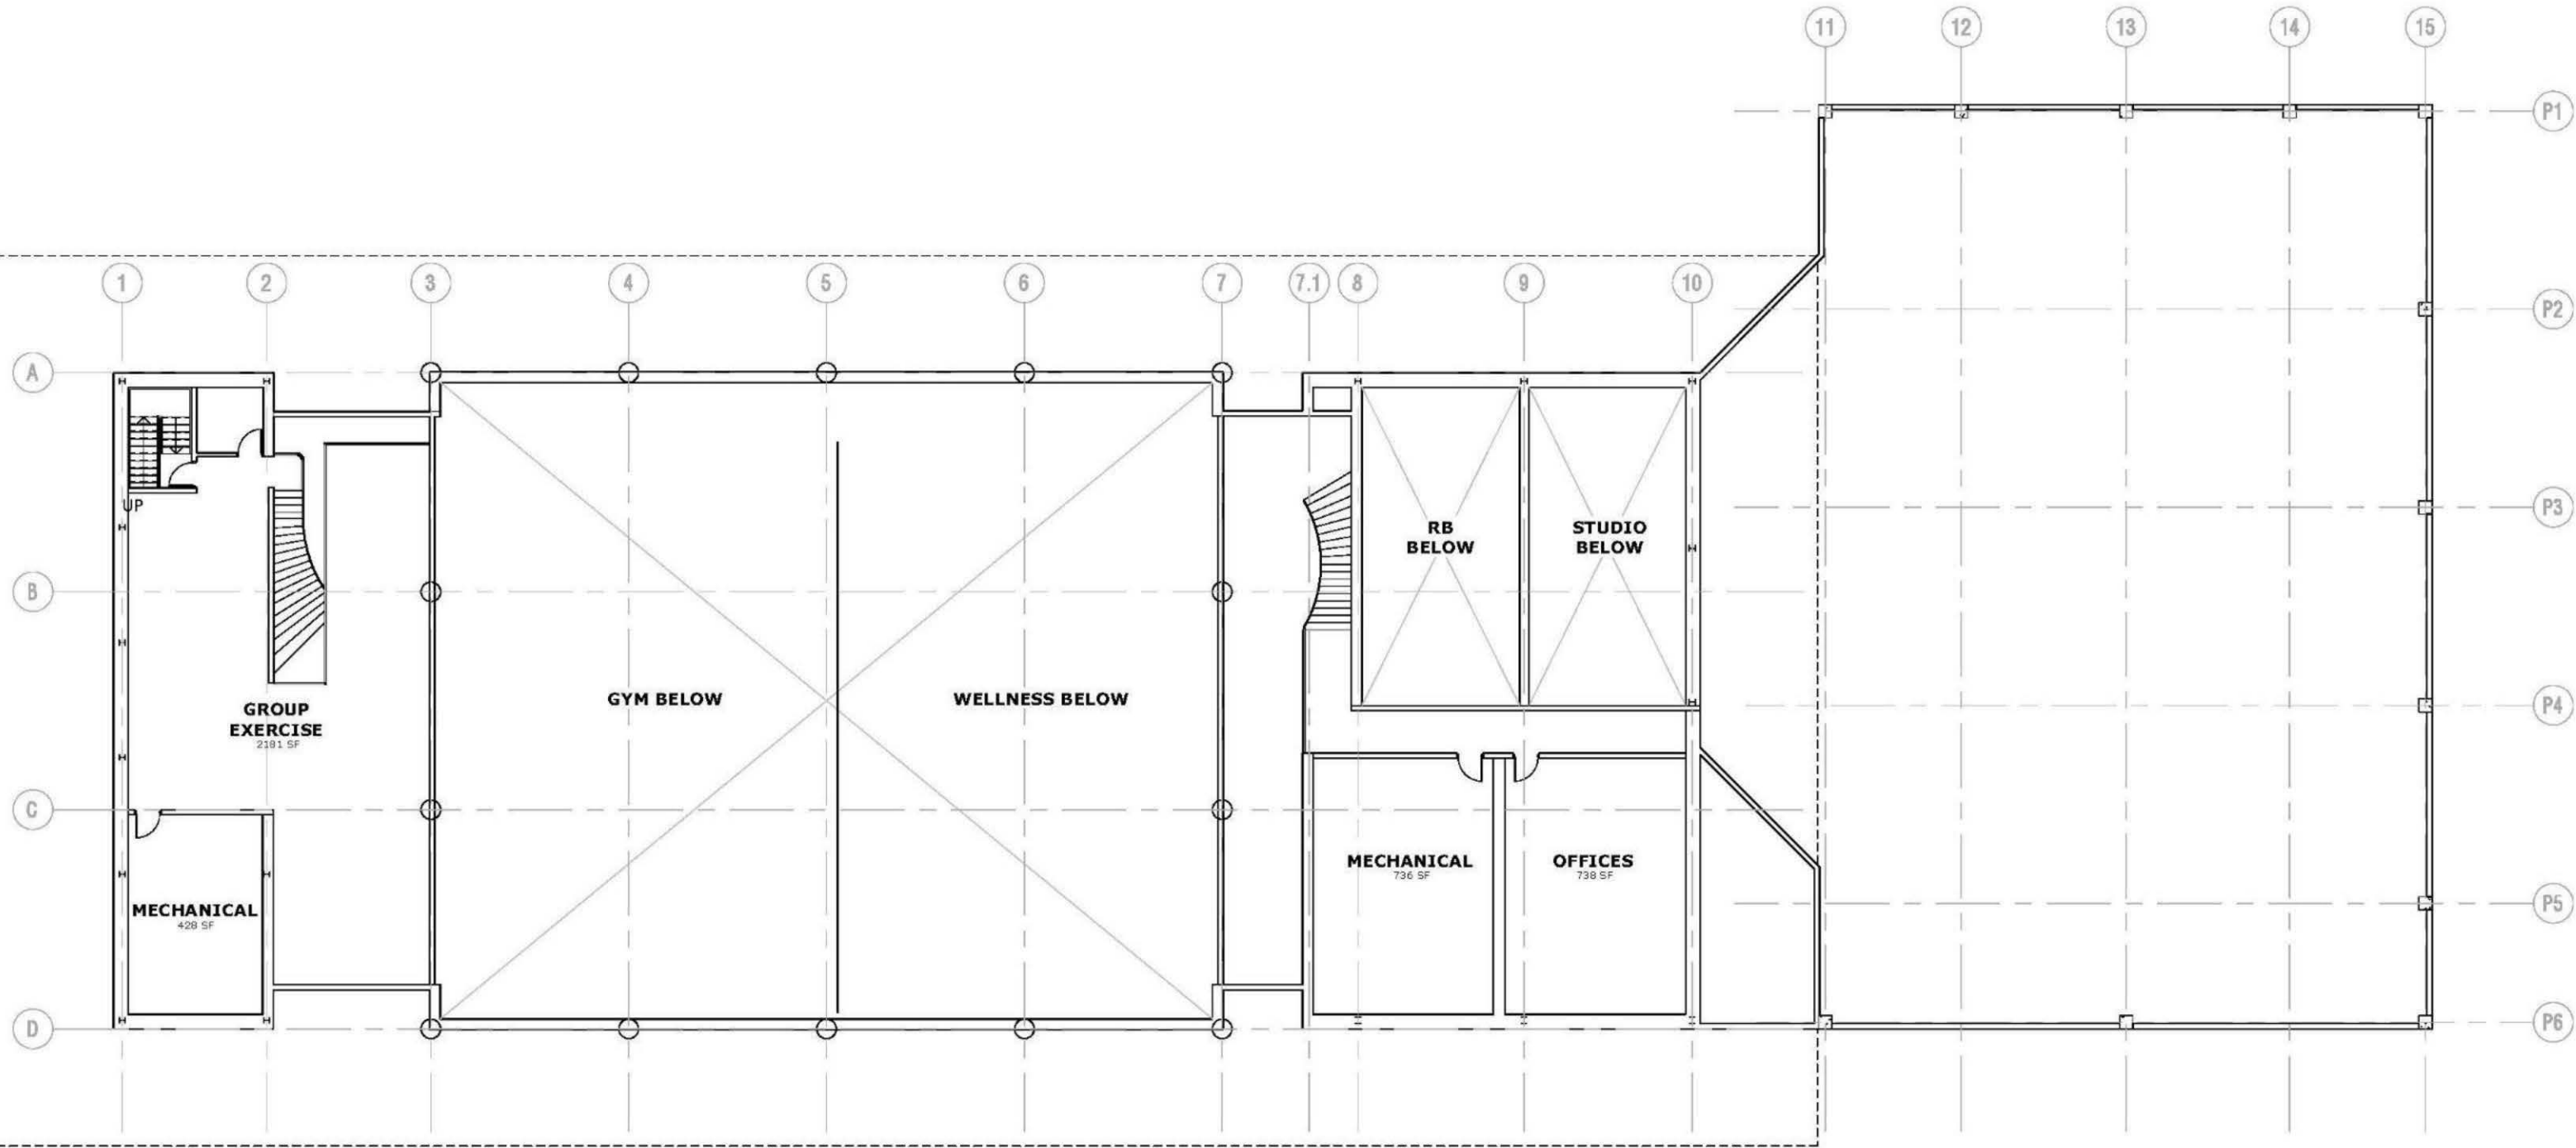 11 12 13 14 15
P1
1 2 3 4 5 6 7 7.1 8 9 10
P2
A
UP
P3
RB
BELOW
STUDIO
BELOW
B
GYM BELOW
WELLNESS BELOW
P4
GROUP
EXERCISE
2181 SF
C
MECHANICAL
736 SF
OFFICES
738 SF
MECHANICAL
428 SF
P5
D
P6